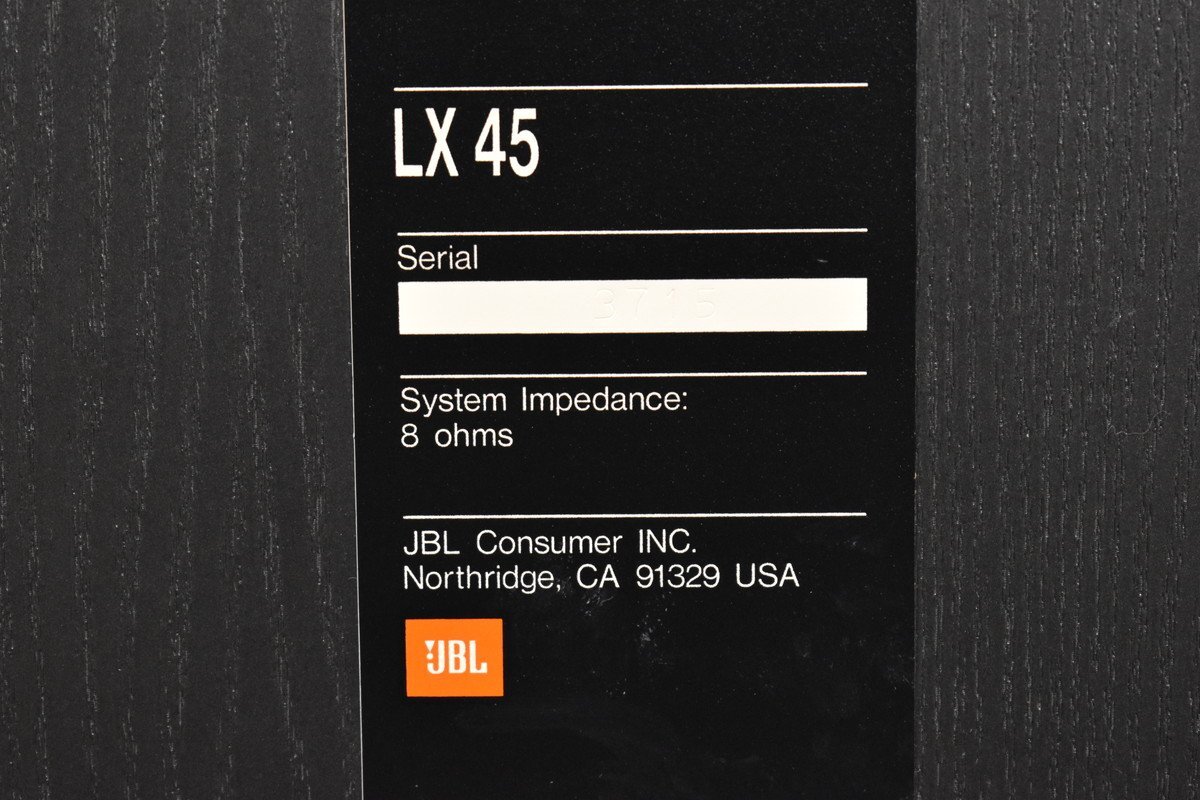 LX 45
Serial
3715
System Impedance:
8 ohms
JBL Consumer INC.
Northridge, CA 91329 USA
JBL